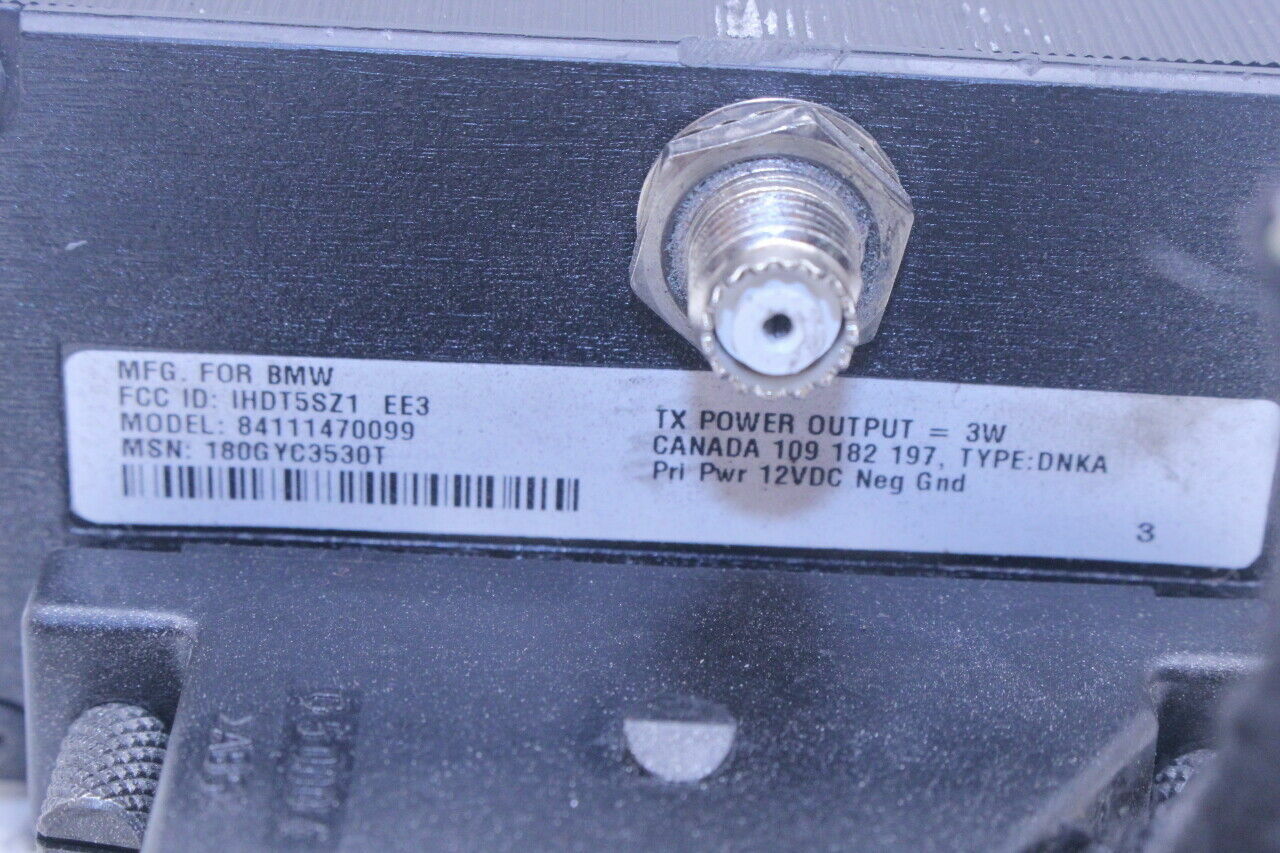 MFG. FOR BMW
FCC ID: IHDT5SZ1 EE3
MODEL: 84111470099
MSN: 180GYC3530T
TX POWER OUTPUT = 3W
CANADA 109 182 197, TYPE:DNKA
Pri Pwr 12VDC Neg Gnd
3